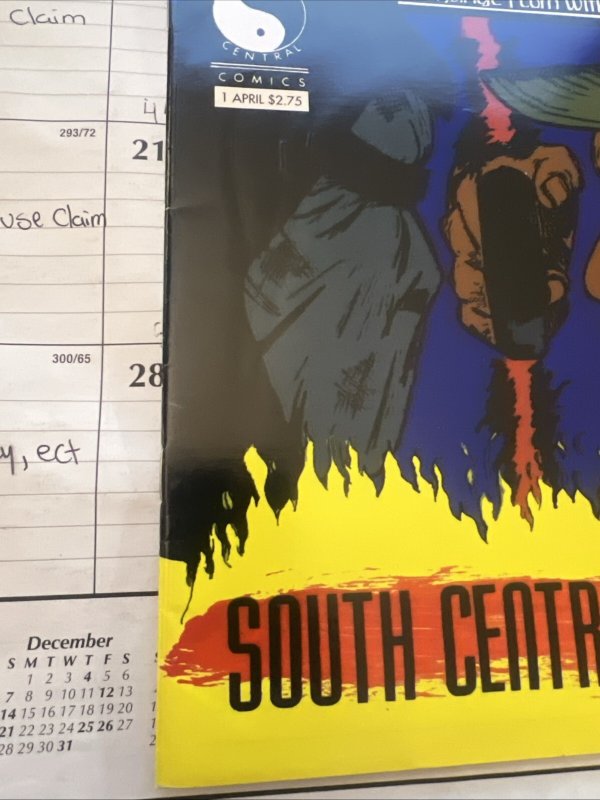 Claim
293/72
21
use Claim
300/65
28
y, ect
December
S M T W T F S
1 2 3 4 5 6
7 8 9 10 11 12 13
14 15 16 17 18 19 20
21 22 23 24 25 26 27
28 29 30 31
CENTRAL
COMICS
1 APRIL $2.75
SOUTH CENTR